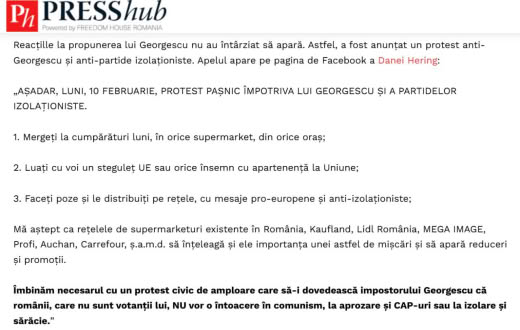 Ph PRESShub
Powered by FREEDOM HOUSE ROMANIA
Reacțiile la propunerea lui Georgescu nu au întârziat să apară. Astfel, a fost anunțat un protest anti-
Georgescu și anti-partide izolaționiste. Apelul apare pe pagina de Facebook a Danei Hering:
„AȘADAR, LUNI, 10 FEBRUARIE, PROTEST PAȘNIC ÎMPOTRIVA LUI GEORGESCU ȘI A PARTIDELOR
IZOLAȚIONISTE.
1. Mergeți la cumpărături luni, în orice supermarket, din orice oraș;
2. Luați cu voi un steguleț UE sau orice însemn cu apartenență la Uniune;
3. Faceți poze și le distribuiți pe rețele, cu mesaje pro-europene și anti-izolaționiste;
Mă aștept ca rețelele de supermarketuri existente în România, Kaufland, Lidl România, MEGA IMAGE,
Profi, Auchan, Carrefour, ș.a.m.d. să înțeleagă și ele importanța unei astfel de mișcări și să apară reduceri
și promoții.
Îmbinăm necesarul cu un protest civic de amploare care să-i dovedească impostorului Georgescu că
românii, care nu sunt votanții lui, NU vor o întoacere în comunism, la aprozare și CAP-uri sau la izolare și
sărăcie.”